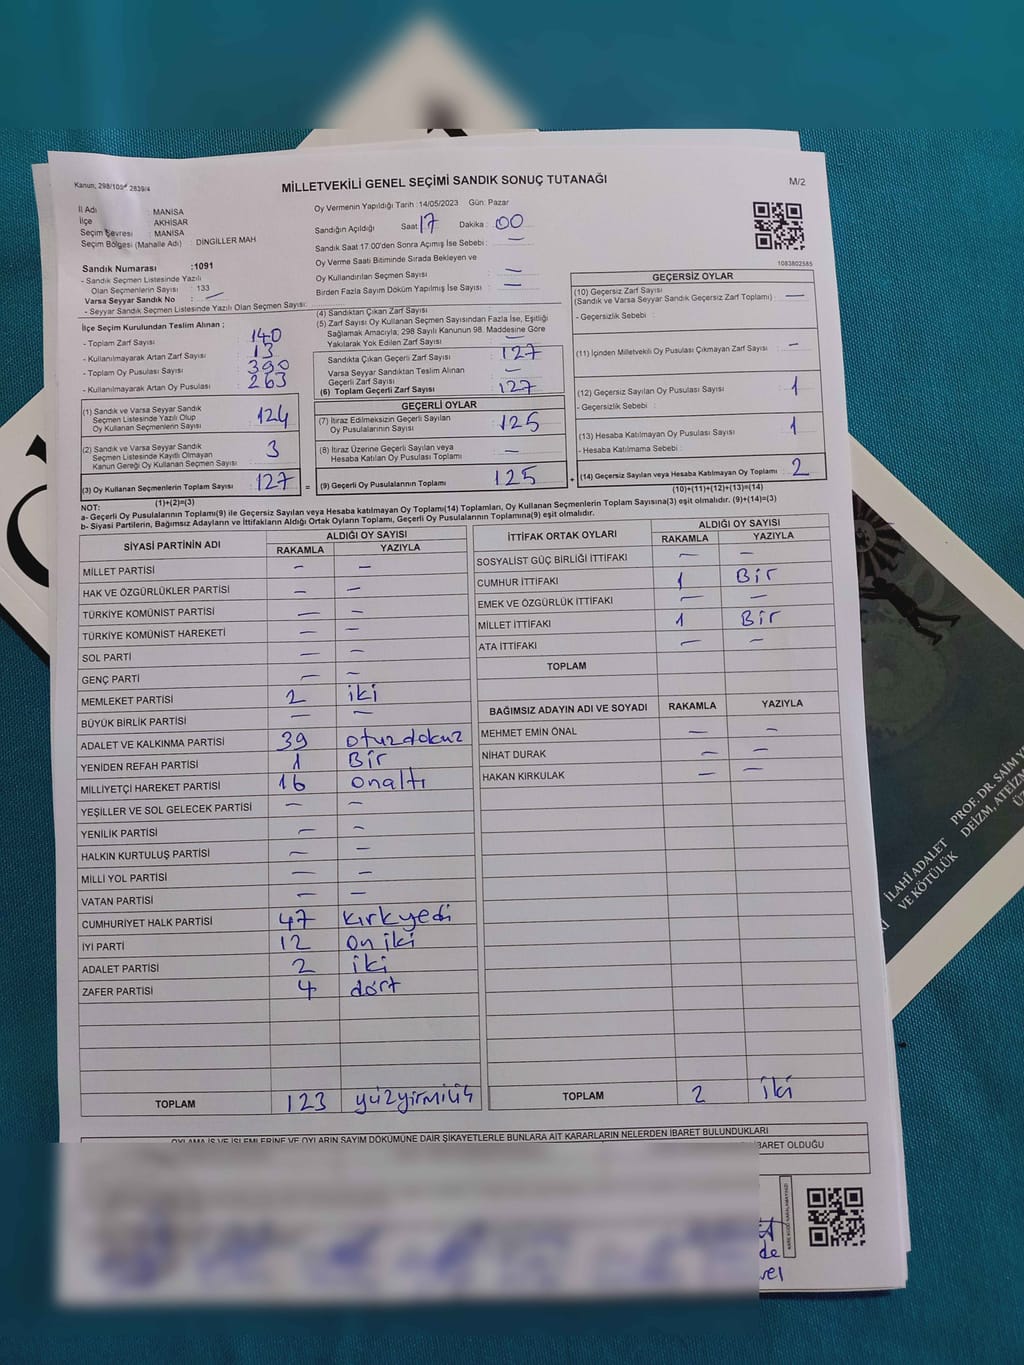 Kanun, 298/105 2839/4
MİLLETVEKİLİ GENEL SEÇİMİ SANDIK SONUÇ TUTANAĞI
M/2
İl Adı : MANİSA
İlçe : AKHİSAR
Seçim Çevresi : MANİSA
Seçim Bölgesi (Mahalle Adı) : DİNGİLLER MAH
Sandık Numarası :1091
- Sandık Seçmen Listesinde Yazılı
Olan Seçmenlerin Sayısı : 133
Varsa Seyyar Sandık No : —
- Seyyar Sandık Seçmen Listesinde Yazılı Olan Seçmen Sayısı:
Oy Vermenin Yapıldığı Tarih :14/05/2023 Gün: Pazar
Sandığın Açıldığı Saat: 17 Dakika : 00
Sandık Saat 17.00'den Sonra Açımış İse Sebebi : —
Oy Verme Saati Bitiminde Sırada Bekleyen ve
Oy Kullandırılan Seçmen Sayısı : —
Birden Fazla Sayım Döküm Yapılmış İse Sayısı : —
1083802585
İlçe Seçim Kurulundan Teslim Alınan ;
- Toplam Zarf Sayısı : 140
- Kullanılmayarak Artan Zarf Sayısı : 13
- Toplam Oy Pusulası Sayısı : 390
- Kullanılmayarak Artan Oy Pusulası : 263
(1) Sandık ve Varsa Seyyar Sandık
Seçmen Listesinde Yazılı Olup
Oy Kullanan Seçmenlerin Sayısı 124
(2) Sandık ve Varsa Seyyar Sandık
Seçmen Listesinde Kayıtlı Olmayan
Kanun Gereği Oy Kullanan Seçmen Sayısı 3
(3) Oy Kullanan Seçmenlerin Toplam Sayısı : 127 =
(1)+(2)=(3)
(4) Sandıktan Çıkan Zarf Sayısı :
(5) Zarf Sayısı Oy Kullanan Seçmen Sayısından Fazla İse, Eşitliği
Sağlamak Amacıyla, 298 Sayılı Kanunun 98. Maddesine Göre
Yakılarak Yok Edilen Zarf Sayısı : —
Sandıkta Çıkan Geçerli Zarf Sayısı : 127
Varsa Seyyar Sandıktan Teslim Alınan
Geçerli Zarf Sayısı : —
(6) Toplam Geçerli Zarf Sayısı : 127
GEÇERLİ OYLAR
(7) İtiraz Edilmeksizin Geçerli Sayılan
Oy Pusulalarının Sayısı : 125
(8) İtiraz Üzerine Geçerli Sayılan veya
Hesaba Katılan Oy Pusulası Toplamı : —
(9) Geçerli Oy Pusulalarının Toplamı : 125 +
GEÇERSİZ OYLAR
(10) Geçersiz Zarf Sayısı
(Sandık ve Varsa Seyyar Sandık Geçersiz Zarf Toplamı) : —
- Geçersizlik Sebebi :
(11) İçinden Milletvekili Oy Pusulası Çıkmayan Zarf Sayısı : —
(12) Geçersiz Sayılan Oy Pusulası Sayısı : 1
- Geçersizlik Sebebi :
(13) Hesaba Katılmayan Oy Pusulası Sayısı : 1
- Hesaba Katılmama Sebebi :
(14) Geçersiz Sayılan veya Hesaba Katılmayan Oy Toplamı : 2
(10)+(11)+(12)+(13)=(14)
NOT:
a- Geçerli Oy Pusulalarının Toplamı(9) ile Geçersiz Sayılan veya Hesaba Katılmayan Oy Toplamı(14) Toplamları, Oy Kullanan Seçmenlerin Toplam Sayısına(3) eşit olmalıdır. (9)+(14)=(3)
b- Siyasi Partilerin, Bağımsız Adayların ve İttifakların Aldığı Ortak Oyların Toplamı, Geçerli Oy Pusulalarının Toplamına(9) eşit olmalıdır.
SİYASİ PARTİNİN ADI ALDIĞI OY SAYISI
RAKAMLA YAZIYLA
MİLLET PARTİSİ — —
HAK VE ÖZGÜRLÜKLER PARTİSİ — —
TÜRKİYE KOMÜNİST PARTİSİ — —
TÜRKİYE KOMÜNİST HAREKETİ — —
SOL PARTİ — —
GENÇ PARTİ — —
MEMLEKET PARTİSİ 2 iki
BÜYÜK BİRLİK PARTİSİ — —
ADALET VE KALKINMA PARTİSİ 39 otuzdokuz
YENİDEN REFAH PARTİSİ 1 Bir
MİLLİYETÇİ HAREKET PARTİSİ 16 onaltı
YEŞİLLER VE SOL GELECEK PARTİSİ — —
YENİLİK PARTİSİ — —
HALKIN KURTULUŞ PARTİSİ — —
MİLLİ YOL PARTİSİ — —
VATAN PARTİSİ — —
CUMHURİYET HALK PARTİSİ 47 kırkyedi
İYİ PARTİ 12 on iki
ADALET PARTİSİ 2 iki
ZAFER PARTİSİ 4 dört
TOPLAM 123 yüzyirmiüç
İTTİFAK ORTAK OYLARI ALDIĞI OY SAYISI
RAKAMLA YAZIYLA
SOSYALİST GÜÇ BİRLİĞİ İTTİFAKI — —
CUMHUR İTTİFAKI 1 Bir
EMEK VE ÖZGÜRLÜK İTTİFAKI — —
MİLLET İTTİFAKI 1 Bir
ATA İTTİFAKI — —
TOPLAM
BAĞIMSIZ ADAYIN ADI VE SOYADI RAKAMLA YAZIYLA
MEHMET EMİN ÖNAL — —
NİHAT DURAK — —
HAKAN KIRKULAK — —
TOPLAM 2 iki
OYLAMA İŞ VE İŞLEMLERİNE VE OYLARIN SAYIM DÖKÜMÜNE DAİR ŞİKAYETLERLE BUNLARA AİT KARARLARIN NELERDEN İBARET BULUNDUKLARI
İBARET OLDUĞU
de
PROF. DR. SAİM
DEİZM, ATEİZM
İLAHİ ADALET
VE KÖTÜLÜK